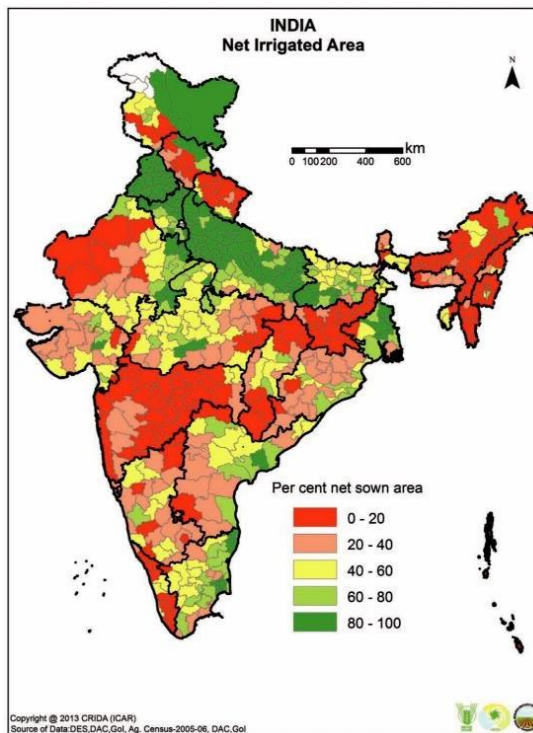 INDIA
Net Irrigated Area
N
km
0 100 200 400 600
Per cent net sown area
0 - 20
20 - 40
40 - 60
60 - 80
80 - 100
Copyright @ 2013 CRIDA (ICAR)
Source of Data:DES,DAC,GoI, Ag. Census-2005-06, DAC,GoI